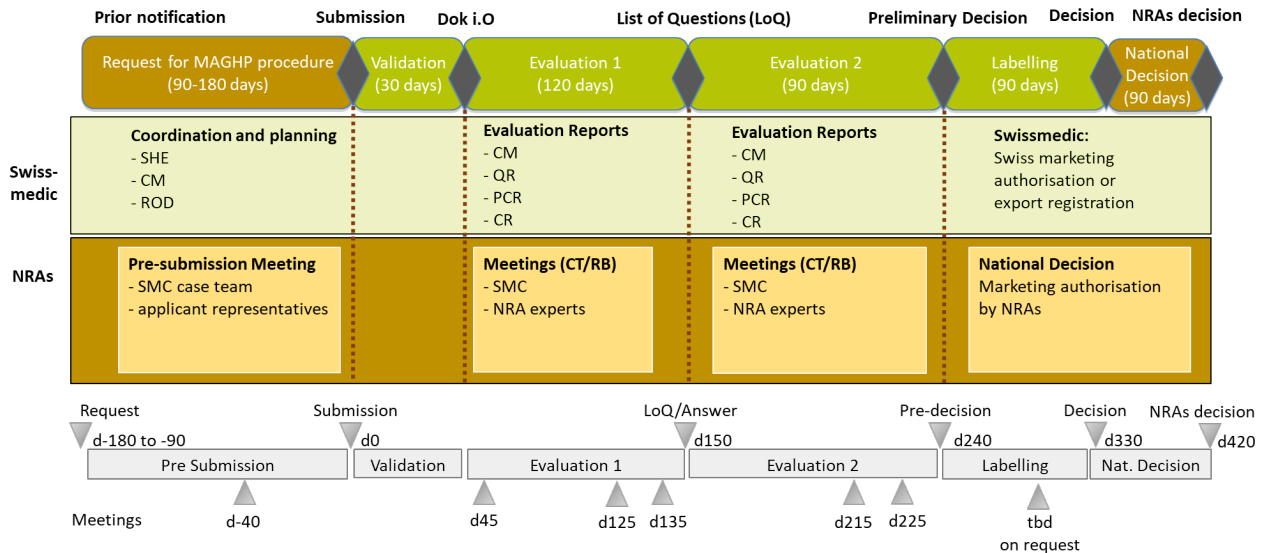 Prior notification
Submission
Dok i.O
List of Questions (LoQ)
Preliminary Decision
Decision
NRAs decision
Request for MAGHP procedure
(90-180 days)
Validation
(30 days)
Evaluation 1
(120 days)
Evaluation 2
(90 days)
Labelling
(90 days)
National
Decision
(90 days)
Swiss-
medic
Coordination and planning
- SHE
- CM
- ROD
Evaluation Reports
- CM
- QR
- PCR
- CR
Evaluation Reports
- CM
- QR
- PCR
- CR
Swissmedic:
Swiss marketing
authorisation or
export registration
NRAs
Pre-submission Meeting
- SMC case team
- applicant representatives
Meetings (CT/RB)
- SMC
- NRA experts
Meetings (CT/RB)
- SMC
- NRA experts
National Decision
Marketing authorisation
by NRAs
Request
d-180 to -90
Submission
d0
LoQ/Answer
d150
Pre-decision
d240
Decision
d330
NRAs decision
d420
Pre Submission
Validation
Evaluation 1
Evaluation 2
Labelling
Nat. Decision
Meetings
d-40
d45
d125
d135
d215
d225
tbd
on request